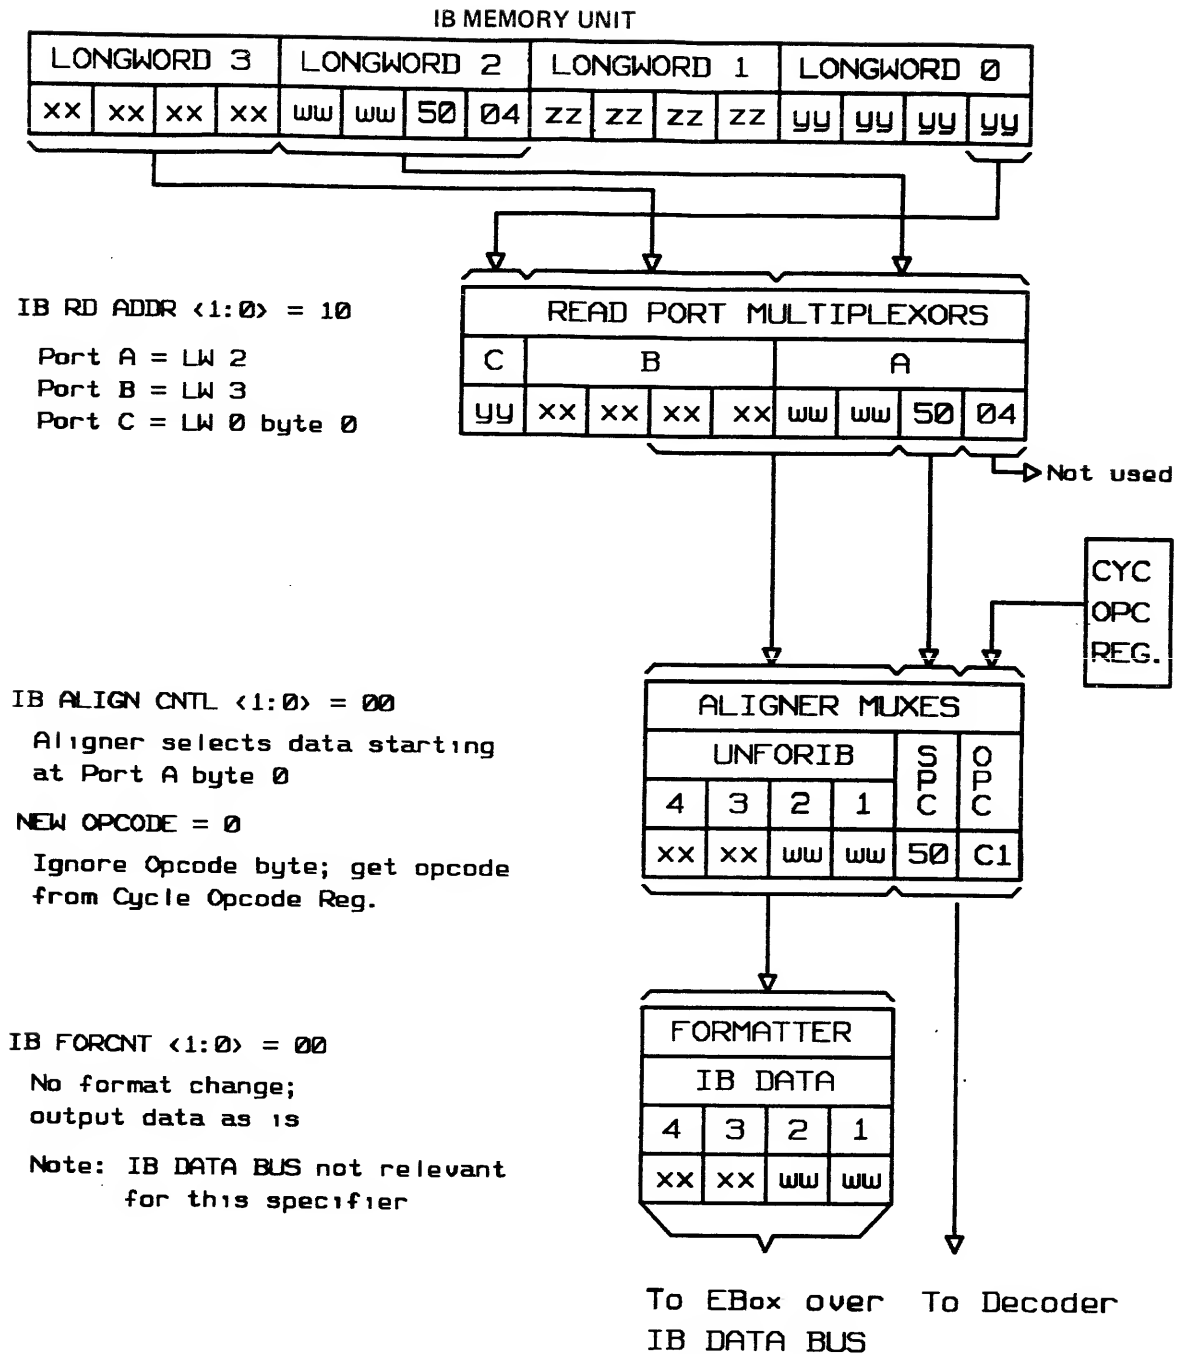 IB MEMORY UNIT
LONGWORD 3 LONGWORD 2 LONGWORD 1 LONGWORD 0
xx xx xx xx ww ww 50 04 zz zz zz zz yy yy yy yy
IB RD ADDR <1:0> = 10
Port A = LW 2
Port B = LW 3
Port C = LW 0 byte 0
READ PORT MULTIPLEXORS
C B A
yy xx xx xx xx ww ww 50 04
Not used
CYC
OPC
REG.
IB ALIGN CNTL <1:0> = 00
Aligner selects data starting
at Port A byte 0
NEW OPCODE = 0
Ignore Opcode byte; get opcode
from Cycle Opcode Reg.
ALIGNER MUXES
UNFORIB SPC OPC
4 3 2 1
xx xx ww ww 50 C1
IB FORCNT <1:0> = 00
No format change;
output data as is
Note: IB DATA BUS not relevant
for this specifier
FORMATTER
IB DATA
4 3 2 1
xx xx ww ww
To EBox over
IB DATA BUS
To Decoder